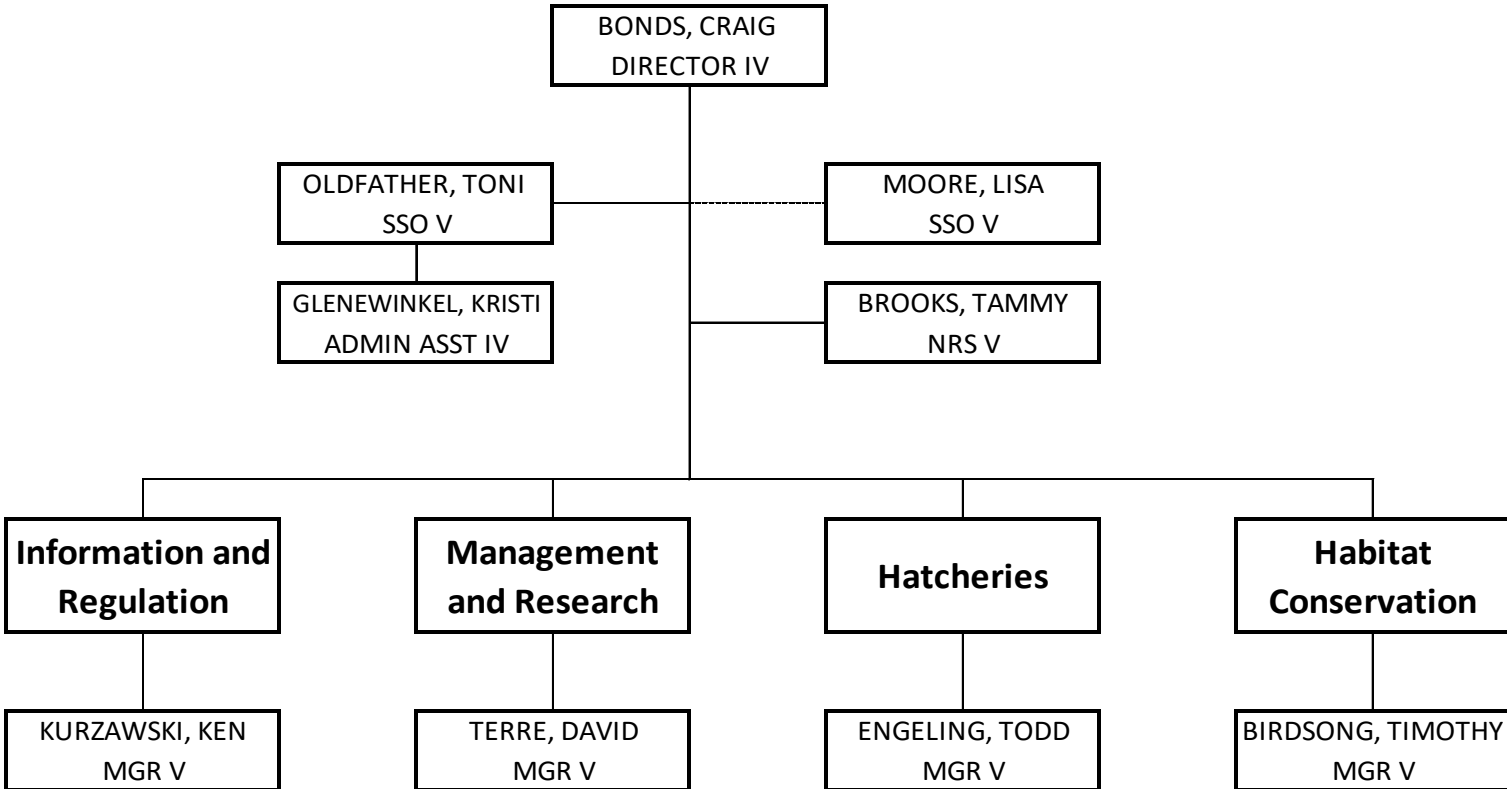 BONDS, CRAIG
DIRECTOR IV
OLDFATHER, TONI
SSO V
MOORE, LISA
SSO V
GLENEWINKEL, KRISTI
ADMIN ASST IV
BROOKS, TAMMY
NRS V
Information and
Regulation
Management
and Research
Hatcheries
Habitat
Conservation
KURZAWSKI, KEN
MGR V
TERRE, DAVID
MGR V
ENGELING, TODD
MGR V
BIRDSONG, TIMOTHY
MGR V